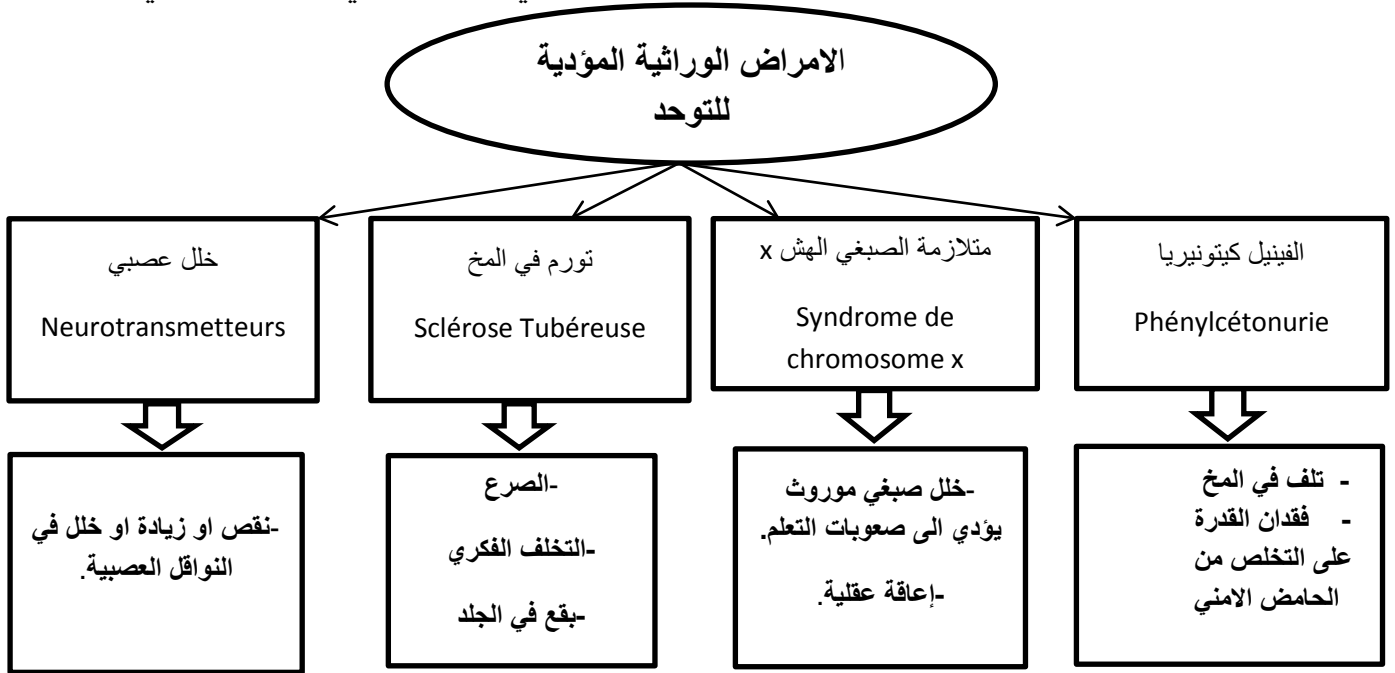 الامراض الوراثية المؤدية
للتوحد
الفينيل كيتونيريا
Phénylcétonurie
متلازمة الصبغي الهش x
Syndrome de
chromosome x
تورم في المخ
Sclérose Tubéreuse
خلل عصبي
Neurotransmetteurs
- تلف في المخ
- فقدان القدرة
على التخلص من
الحامض الامني
-خلل صبغي موروث
يؤدي الى صعوبات التعلم.
-إعاقة عقلية.
-الصرع
-التخلف الفكري
-بقع في الجلد
-نقص او زيادة او خلل في
النواقل العصبية.